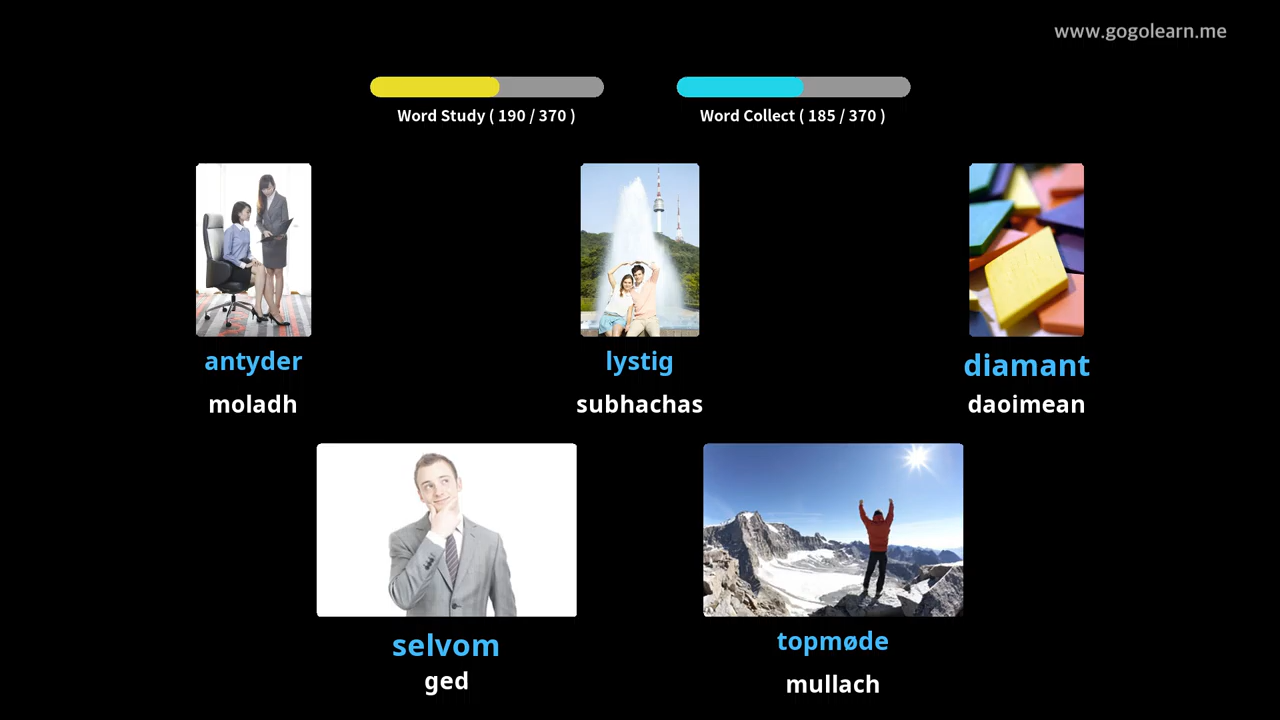 www.gogolearn.me
Word Study ( 190 / 370 )
Word Collect ( 185 / 370 )
antyder
moladh
lystig
subhachas
diamant
daoimean
selvom
ged
topmøde
mullach